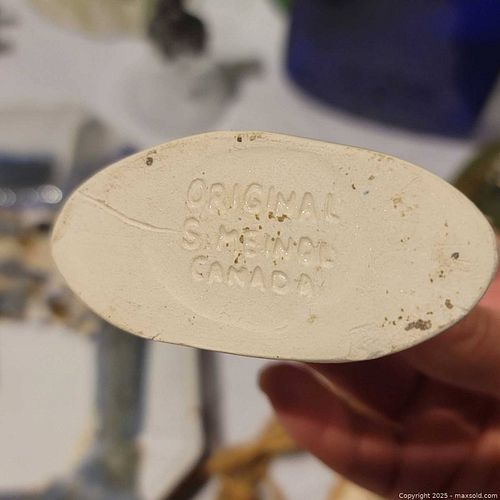 ORIGINAL
S. MEINDL
CANADA
Copyright 2025 - maxsold.com